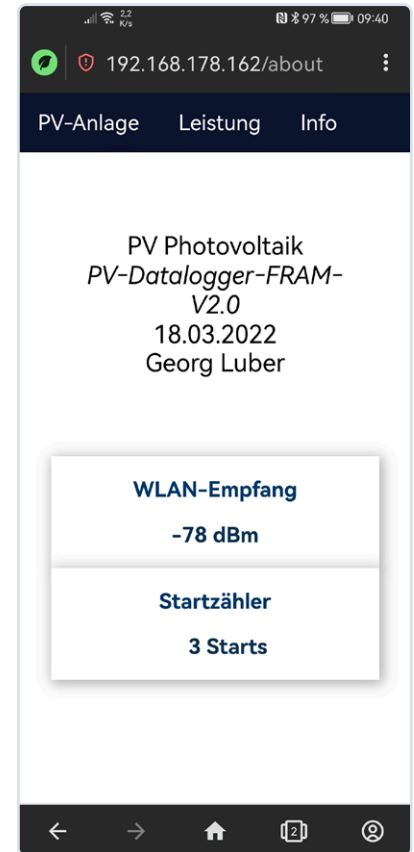 2,2
K/s
97 % 09:40
192.168.178.162/about
PV-Anlage Leistung Info
PV Photovoltaik
PV-Datalogger-FRAM-
V2.0
18.03.2022
Georg Luber
WLAN-Empfang
-78 dBm
Startzähler
3 Starts
2